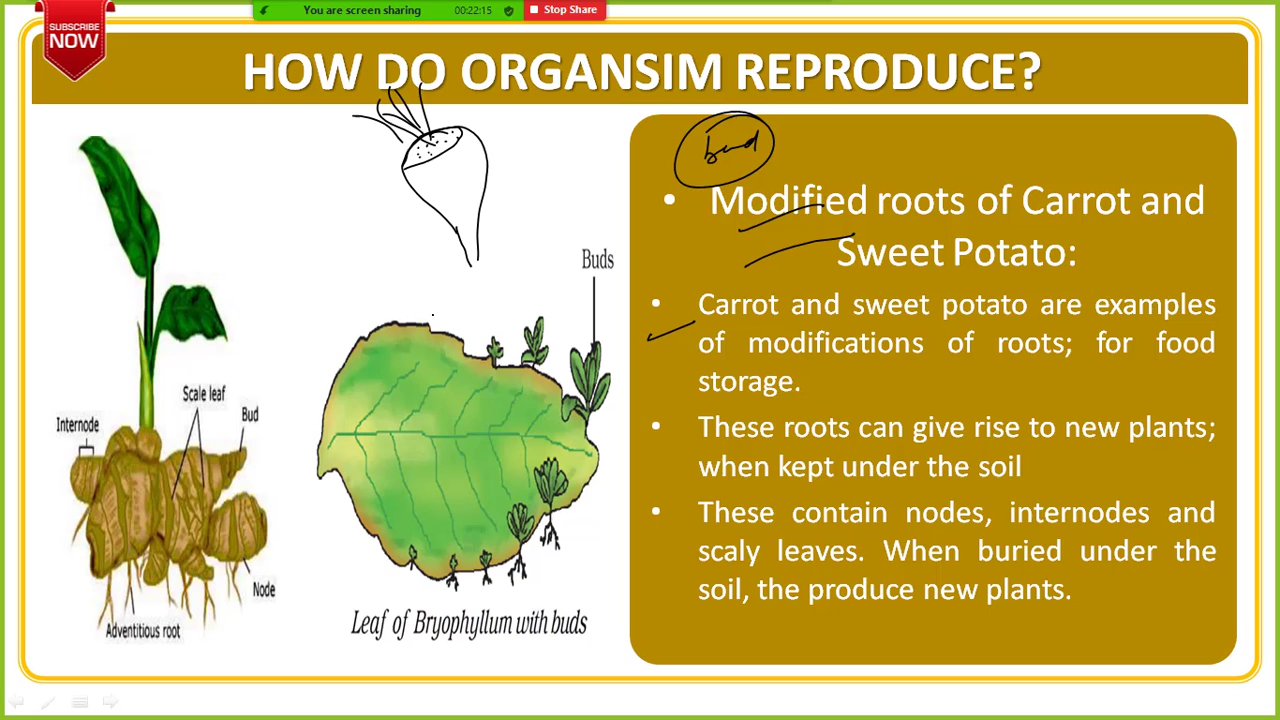 You are screen sharing 00:22:15 Stop Share
SUBSCRIBE
NOW
HOW DO ORGANSIM REPRODUCE?
bud
• Modified roots of Carrot and
Sweet Potato:
• Carrot and sweet potato are examples
of modifications of roots; for food
storage.
• These roots can give rise to new plants;
when kept under the soil
• These contain nodes, internodes and
scaly leaves. When buried under the
soil, the produce new plants.
Scale leaf
Bud
Internode
Node
Adventitious root
Buds
Leaf of Bryophyllum with buds